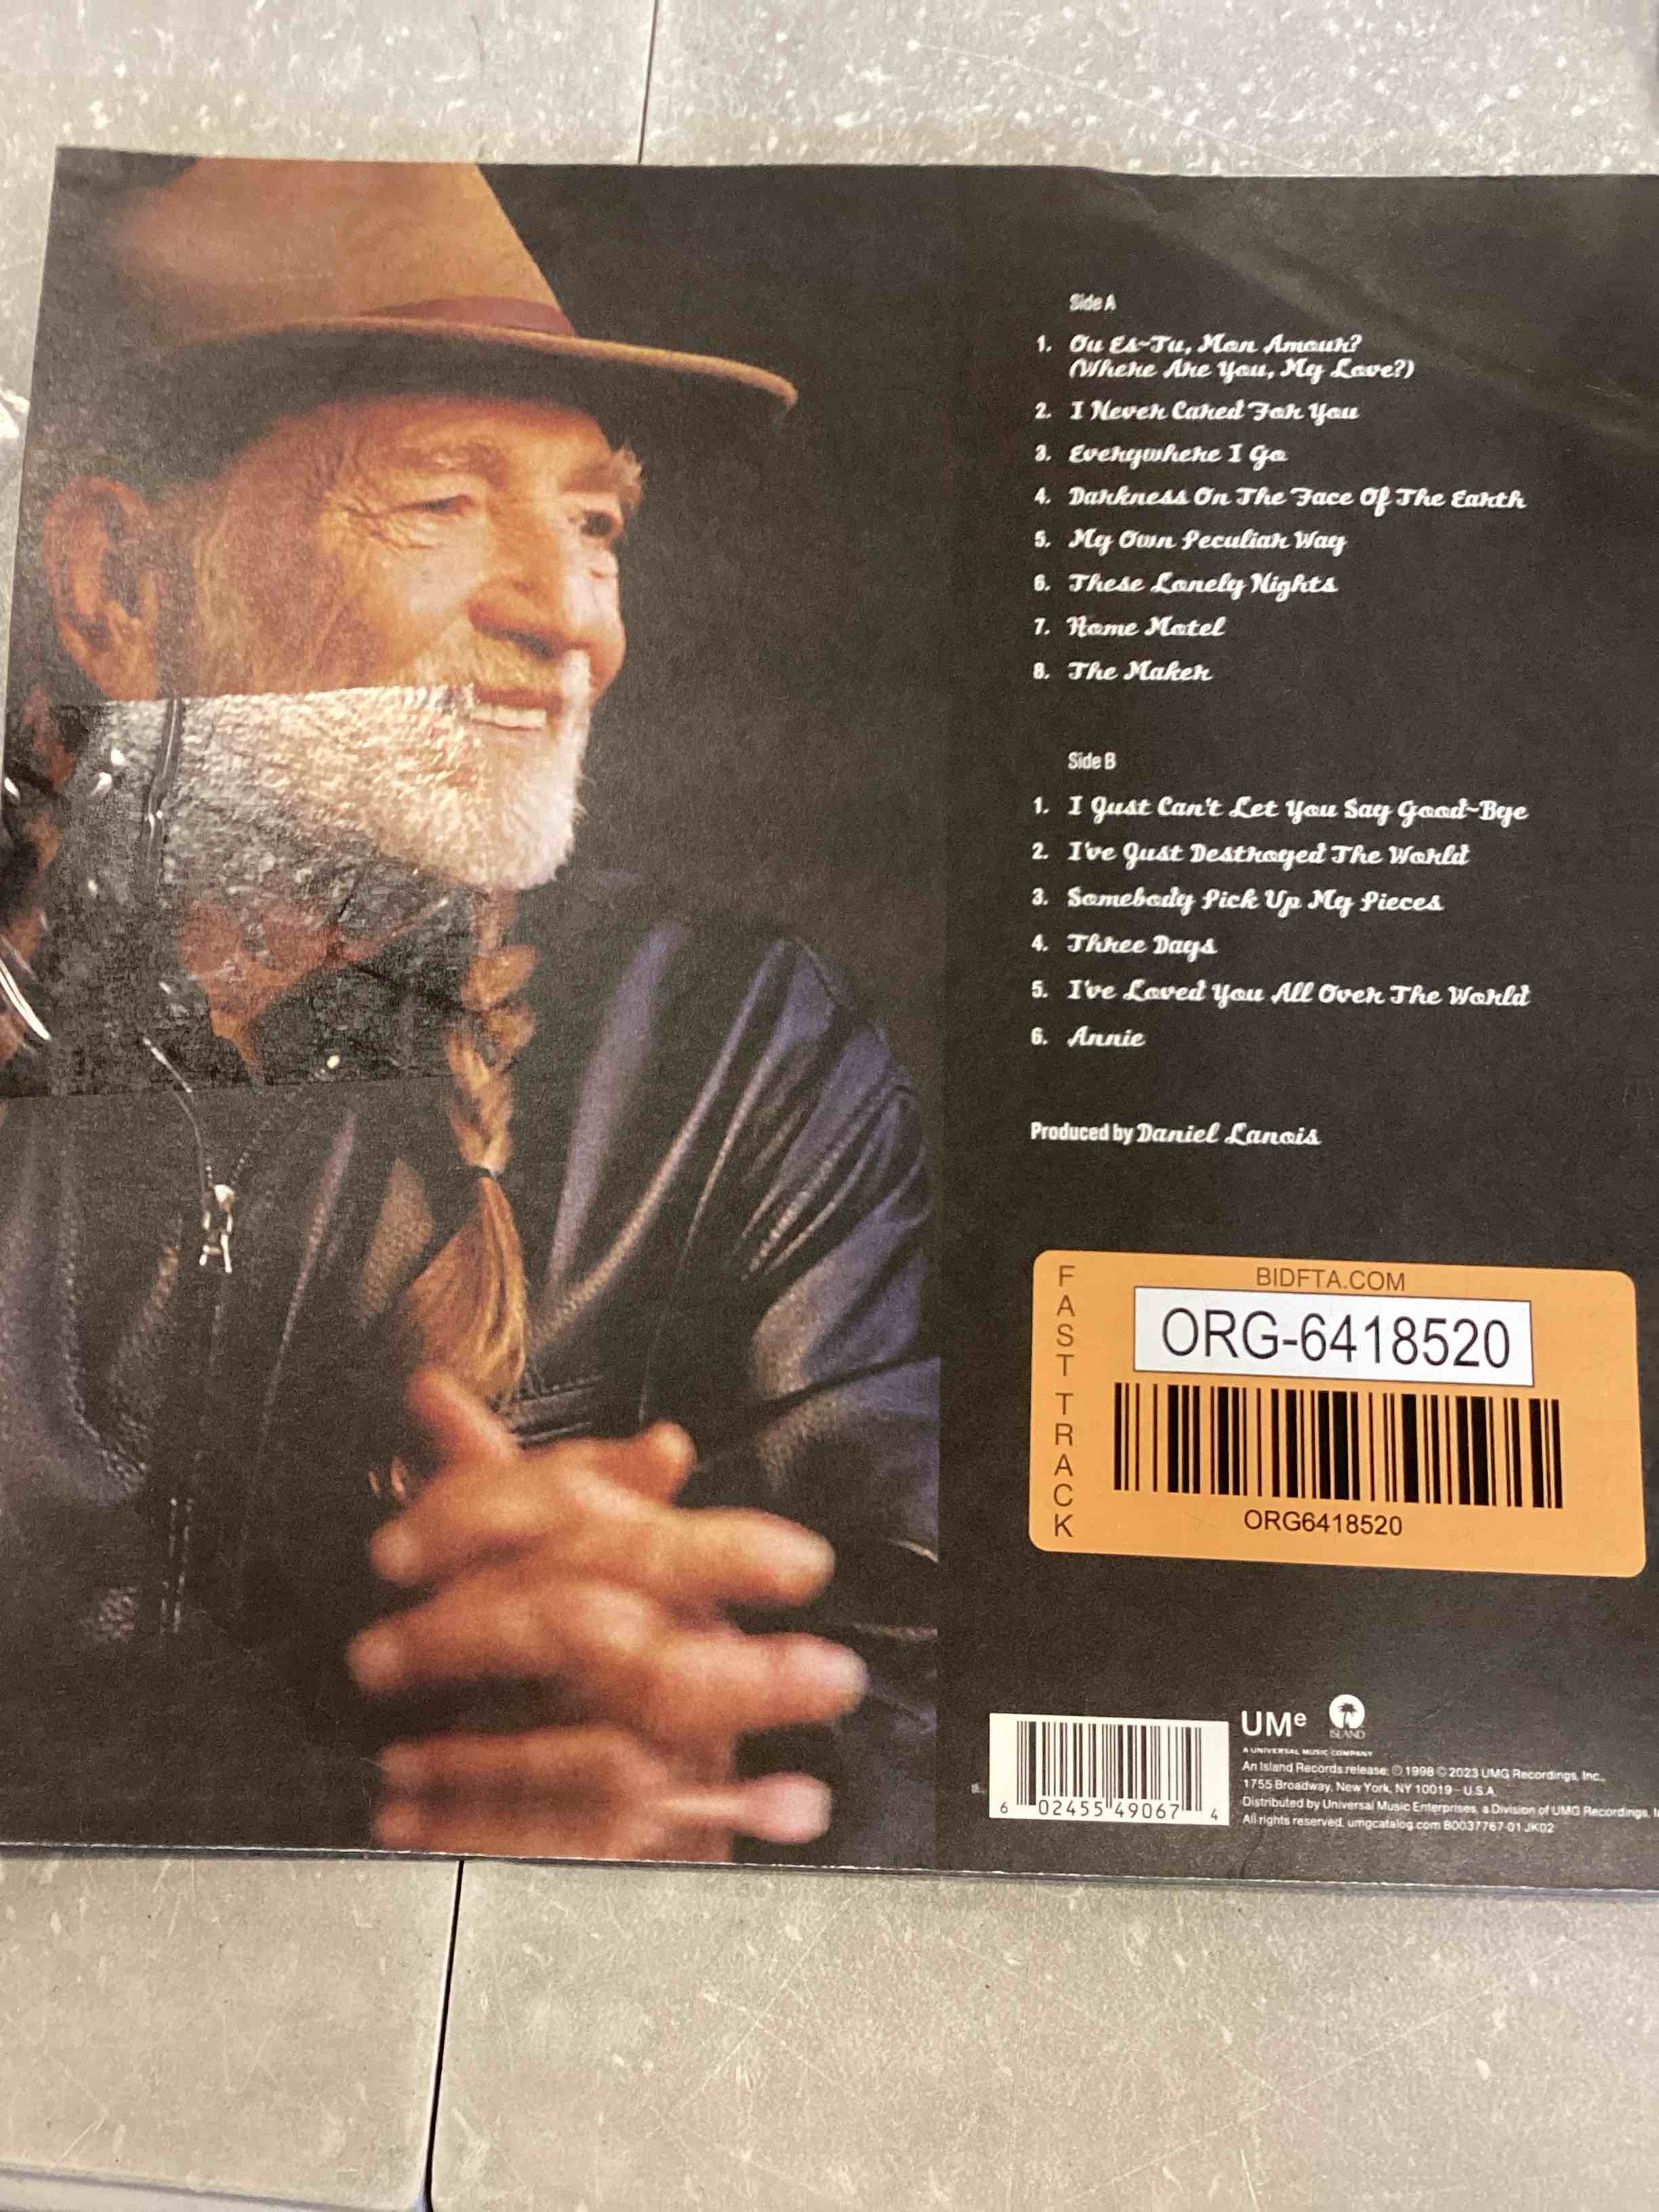 Side A
1. Ou Es-Tu, Mon Amour?
(Where Are You, My Love?)
2. I Never Cared For You
3. Everywhere I Go
4. Darkness On The Face Of The Earth
5. My Own Peculiar Way
6. These Lonely Nights
7. Home Motel
8. The Maker
Side B
1. I Just Can't Let You Say Good-Bye
2. I've Just Destroyed The World
3. Somebody Pick Up My Pieces
4. Three Days
5. I've Loved You All Over The World
6. Annie
Produced by Daniel Lanois
FAST TRACK
BIDFTA.COM
ORG-6418520
ORG6418520
6 02455 49067 4
UMe
ISLAND
A UNIVERSAL MUSIC COMPANY
An Island Records release; ℗ 1998 © 2023 UMG Recordings, Inc.,
1755 Broadway, New York, NY 10019 - U.S.A.
Distributed by Universal Music Enterprises, a Division of UMG Recordings,
All rights reserved. umgcatalog.com B0037767-01 JK02